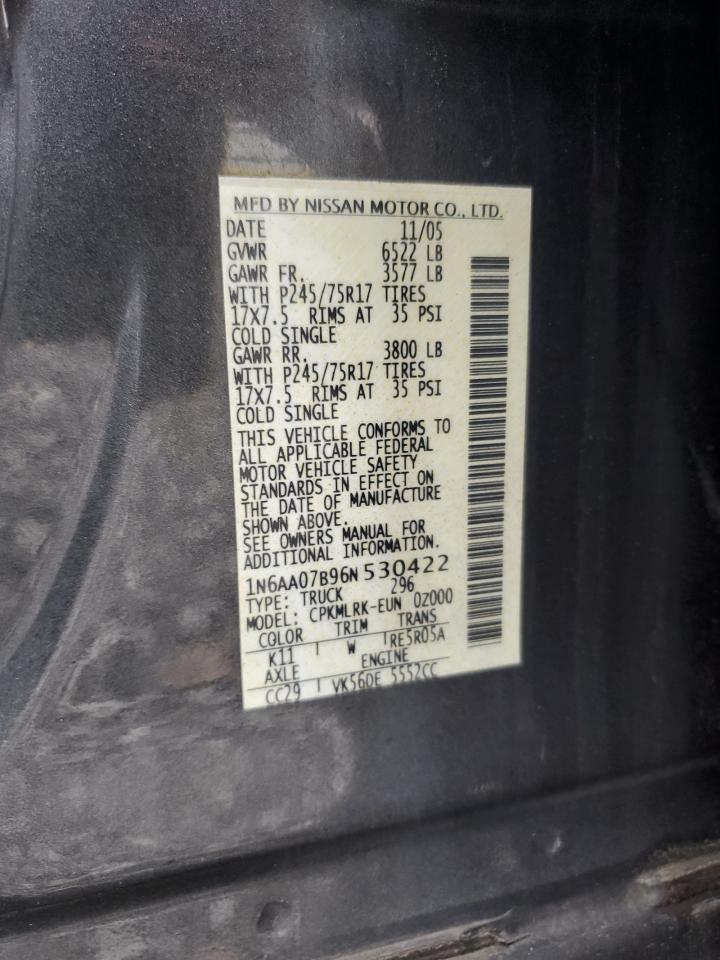 MFD BY NISSAN MOTOR CO., LTD.
DATE 11/05
GVWR 6522 LB
GAWR FR. 3577 LB
WITH P245/75R17 TIRES
17X7.5 RIMS AT 35 PSI
COLD SINGLE
GAWR RR. 3800 LB
WITH P245/75R17 TIRES
17X7.5 RIMS AT 35 PSI
COLD SINGLE
THIS VEHICLE CONFORMS TO
ALL APPLICABLE FEDERAL
MOTOR VEHICLE SAFETY
STANDARDS IN EFFECT ON
THE DATE OF MANUFACTURE
SHOWN ABOVE.
SEE OWNERS MANUAL FOR
ADDITIONAL INFORMATION.
1N6AA07B96N530422
TYPE: TRUCK 296
MODEL: CPKMLRK-EUN 0Z000
COLOR TRIM TRANS
K11 W RE5R05A
AXLE ENGINE
CC29 VK56DE 5552CC